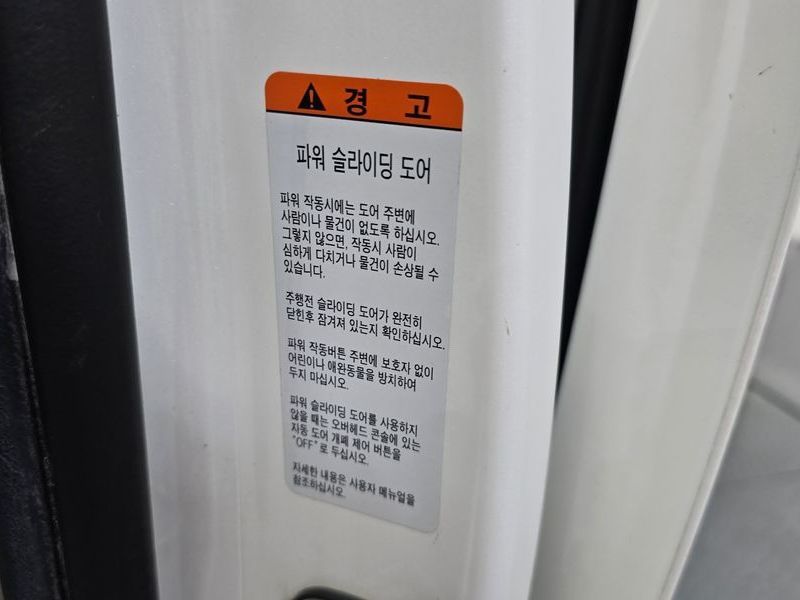 경 고
파워 슬라이딩 도어
파워 작동시에는 도어 주변에
사람이나 물건이 없도록 하십시오.
그렇지 않으면, 작동시 사람이
심하게 다치거나 물건이 손상될 수
있습니다.
주행전 슬라이딩 도어가 완전히
닫힌후 잠겨져 있는지 확인하십시오.
파워 작동버튼 주변에 보호자 없이
어린이나 애완동물을 방치하여
두지 마십시오.
파워 슬라이딩 도어를 사용하지
않을 때는 오버헤드 콘솔에 있는
자동 도어 개폐 제어 버튼을
"OFF"로 두십시오.
자세한 내용은 사용자 메뉴얼을
참조하십시오.